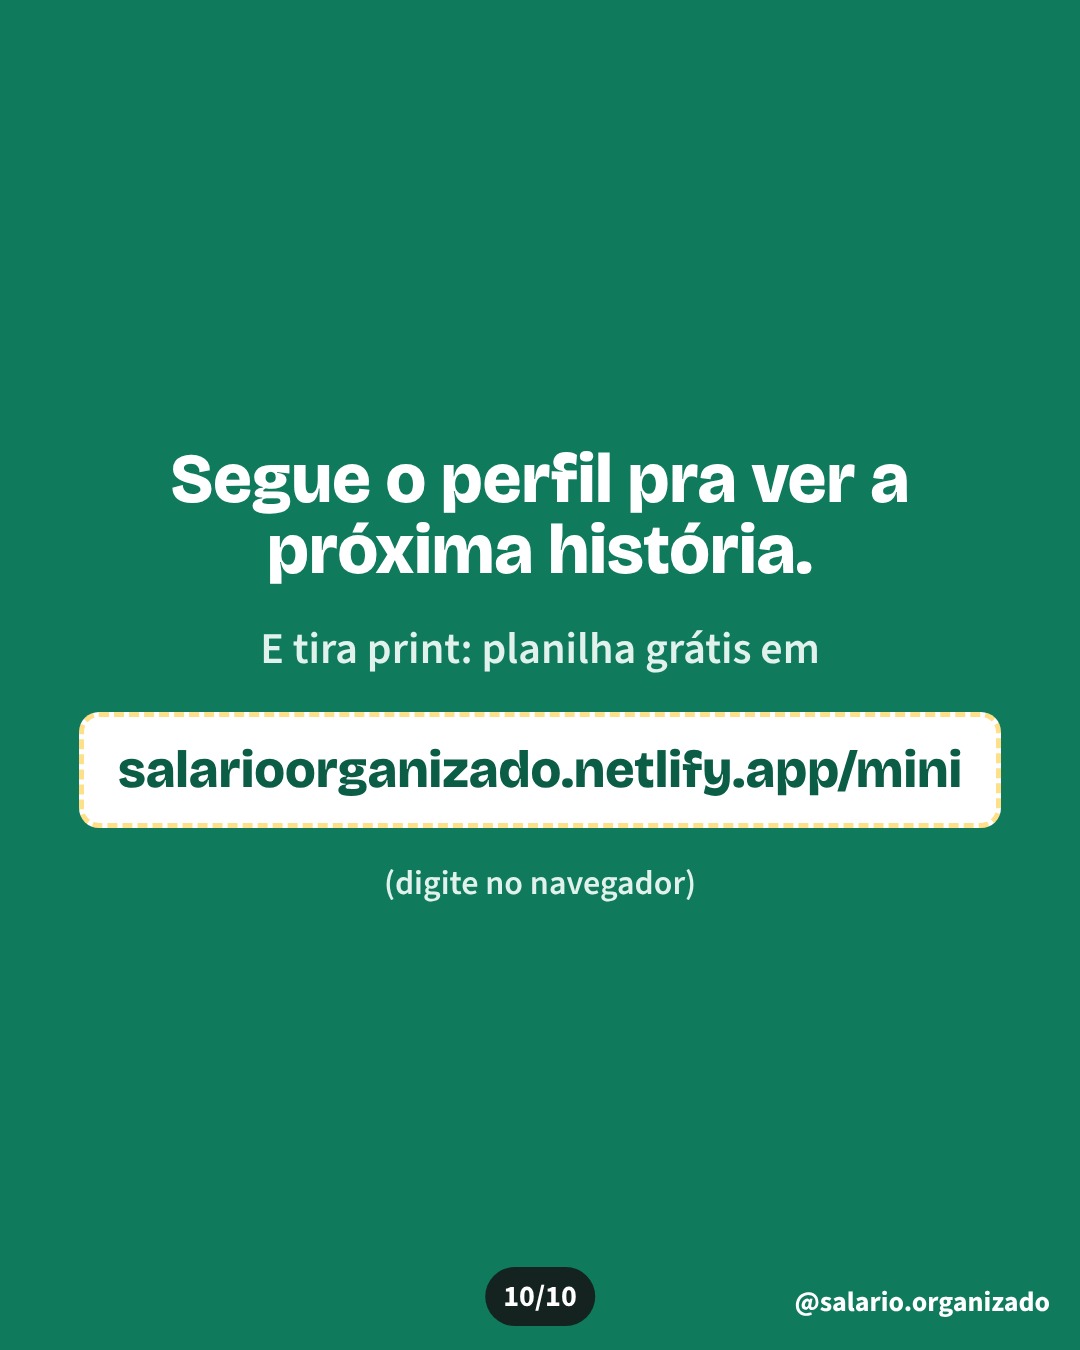 Segue o perfil pra ver a
próxima história.
E tira print: planilha grátis em
salarioorganizado.netlify.app/mini
(digite no navegador)
10/10
@salario.organizado